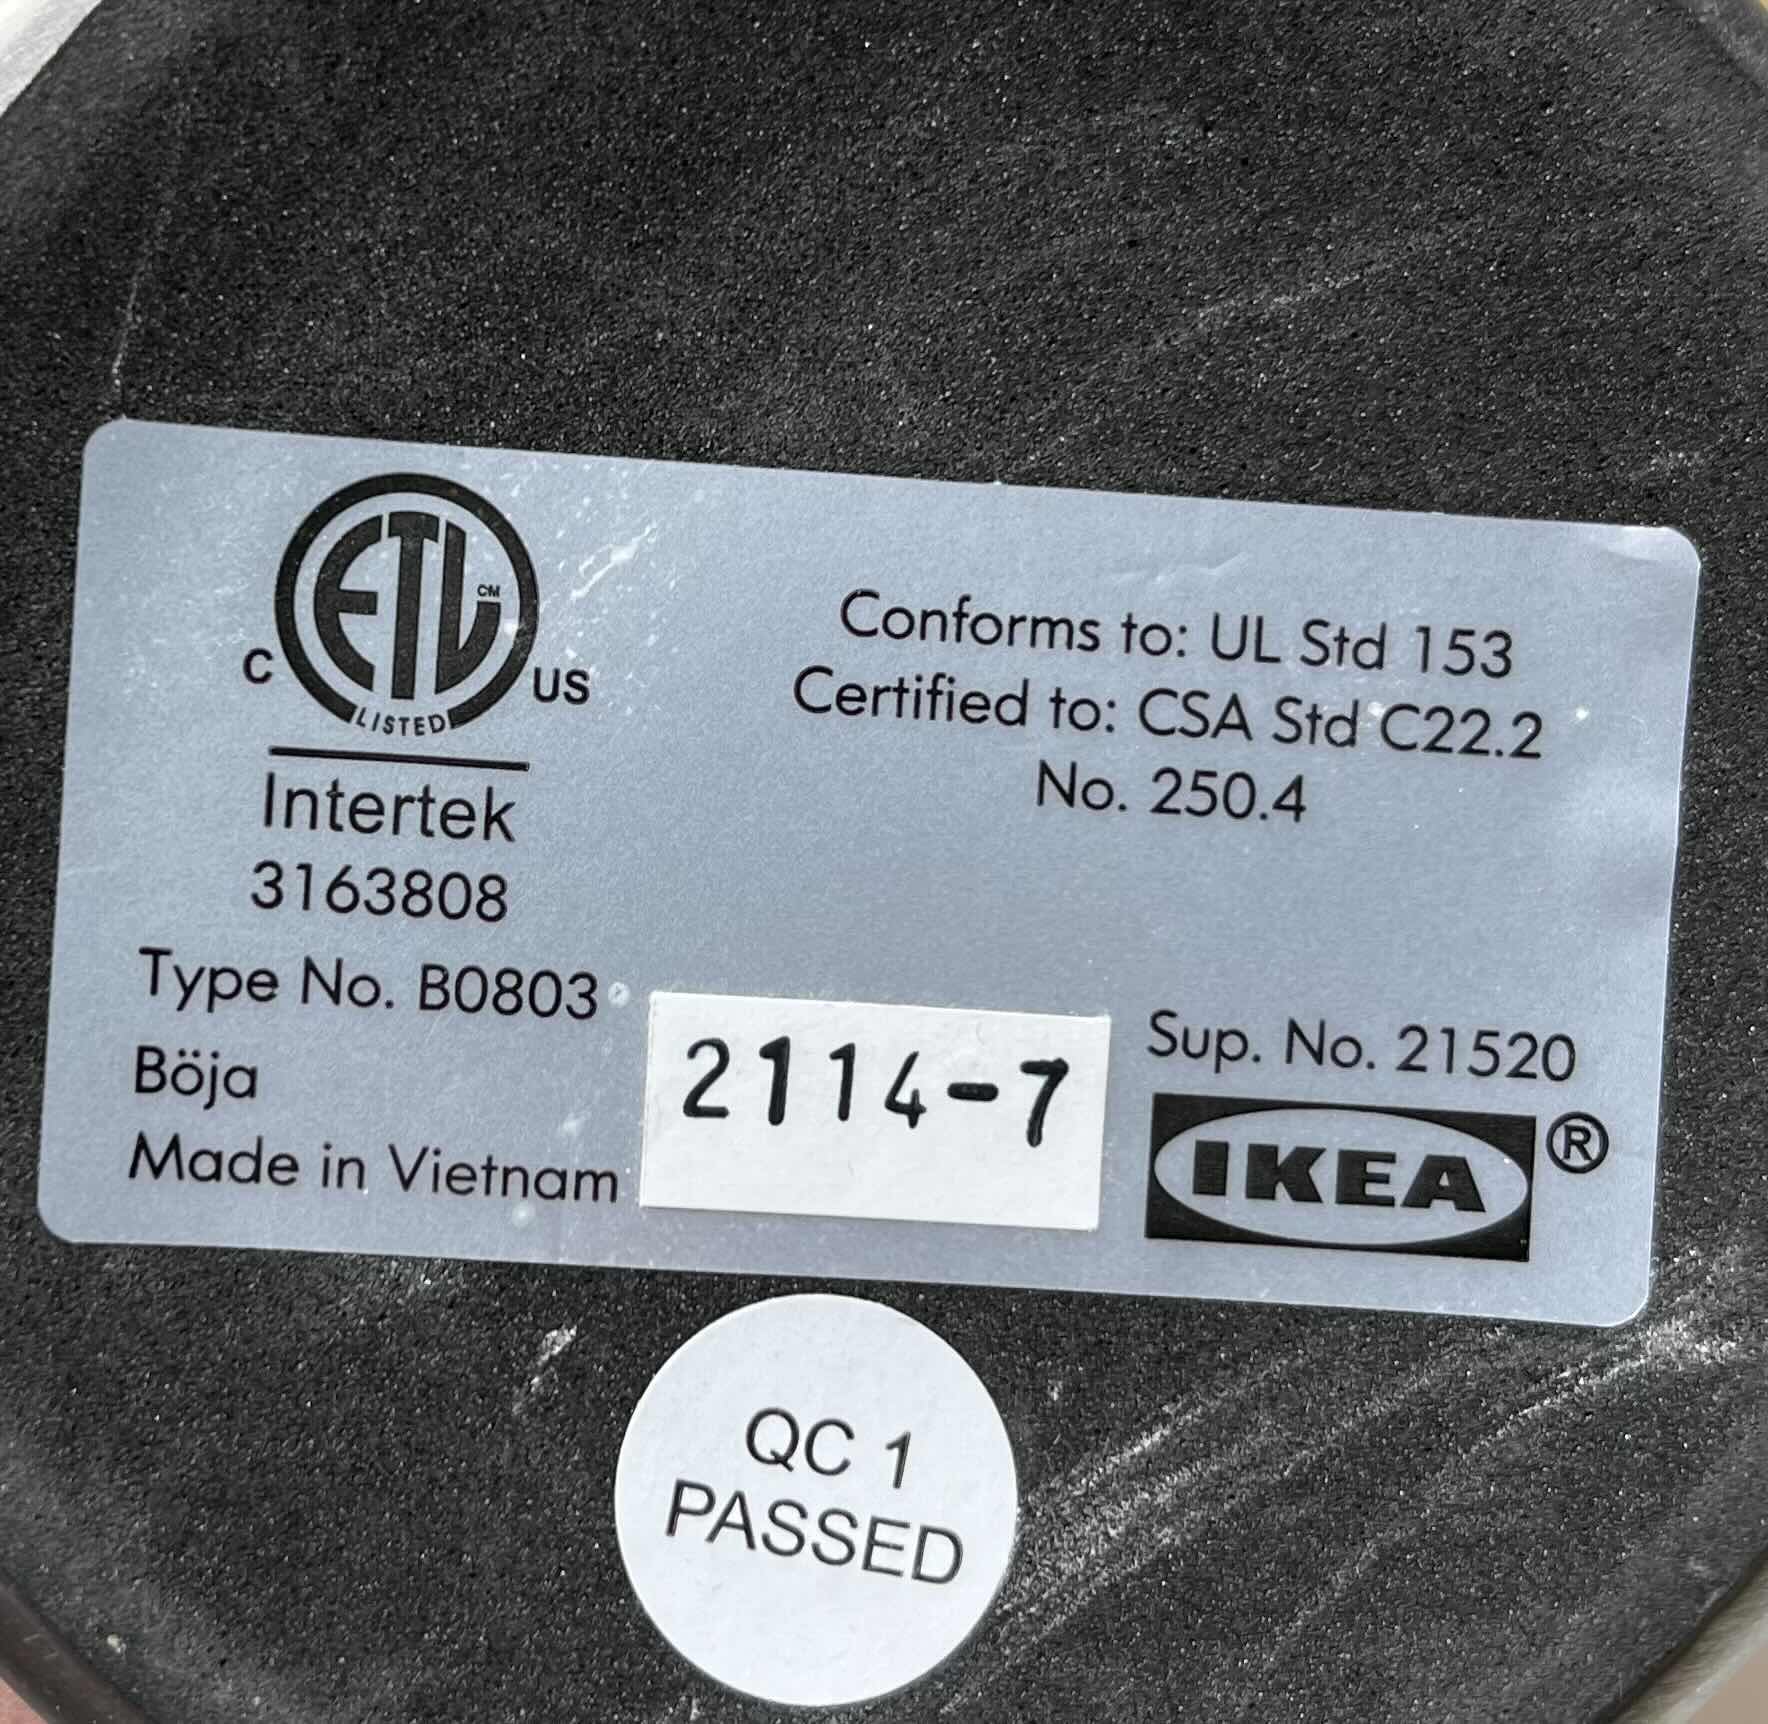 ETL CM
C US
LISTED
Intertek
3163808
Conforms to: UL Std 153
Certified to: CSA Std C22.2
No. 250.4
Type No. B0803
Böja
Made in Vietnam
2114-7
Sup. No. 21520
IKEA ®
QC 1
PASSED